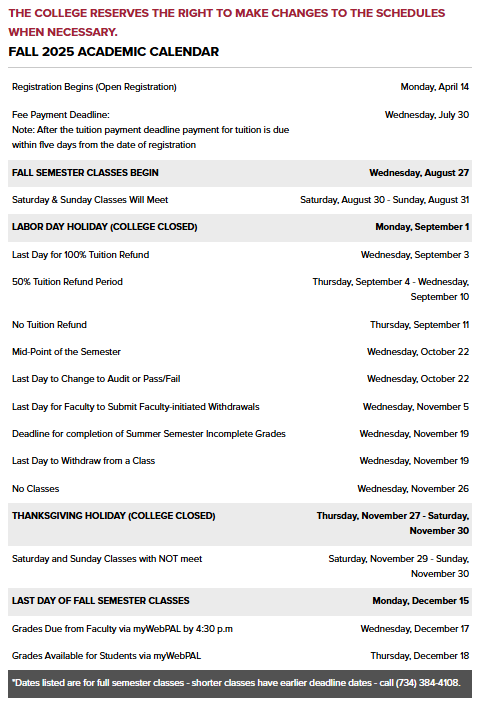 THE COLLEGE RESERVES THE RIGHT TO MAKE CHANGES TO THE SCHEDULES
WHEN NECESSARY.
FALL 2025 ACADEMIC CALENDAR
Registration Begins (Open Registration) Monday, April 14
Fee Payment Deadline: Wednesday, July 30
Note: After the tuition payment deadline payment for tuition is due
within five days from the date of registration
FALL SEMESTER CLASSES BEGIN Wednesday, August 27
Saturday & Sunday Classes Will Meet Saturday, August 30 - Sunday, August 31
LABOR DAY HOLIDAY (COLLEGE CLOSED) Monday, September 1
Last Day for 100% Tuition Refund Wednesday, September 3
50% Tuition Refund Period Thursday, September 4 - Wednesday,
September 10
No Tuition Refund Thursday, September 11
Mid-Point of the Semester Wednesday, October 22
Last Day to Change to Audit or Pass/Fail Wednesday, October 22
Last Day for Faculty to Submit Faculty-initiated Withdrawals Wednesday, November 5
Deadline for completion of Summer Semester Incomplete Grades Wednesday, November 19
Last Day to Withdraw from a Class Wednesday, November 19
No Classes Wednesday, November 26
THANKSGIVING HOLIDAY (COLLEGE CLOSED) Thursday, November 27 - Saturday,
November 30
Saturday and Sunday Classes with NOT meet Saturday, November 29 - Sunday,
November 30
LAST DAY OF FALL SEMESTER CLASSES Monday, December 15
Grades Due from Faculty via myWebPAL by 4:30 p.m Wednesday, December 17
Grades Available for Students via myWebPAL Thursday, December 18
*Dates listed are for full semester classes - shorter classes have earlier deadline dates - call (734) 384-4108.